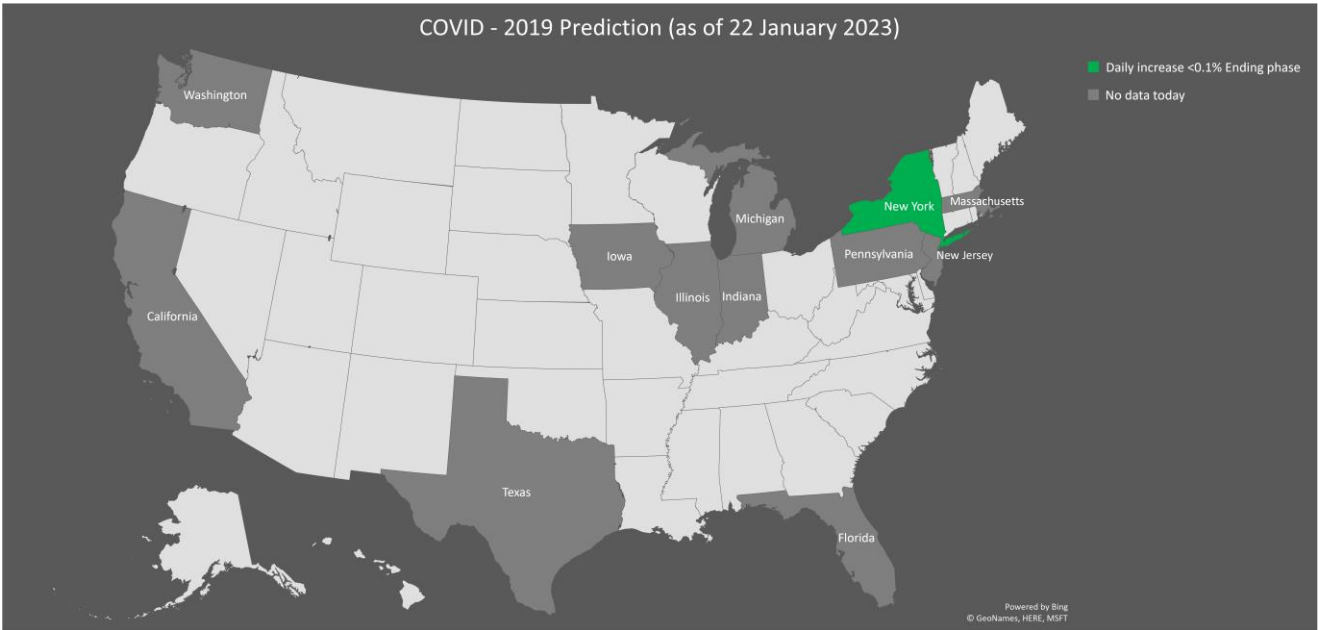 COVID - 2019 Prediction (as of 22 January 2023)
Daily increase <0.1% Ending phase
No data today
Washington
Michigan
New York
Massachusetts
Pennsylvania
New Jersey
Iowa
Illinois
Indiana
California
Texas
Florida
Powered by Bing
© GeoNames, HERE, MSFT